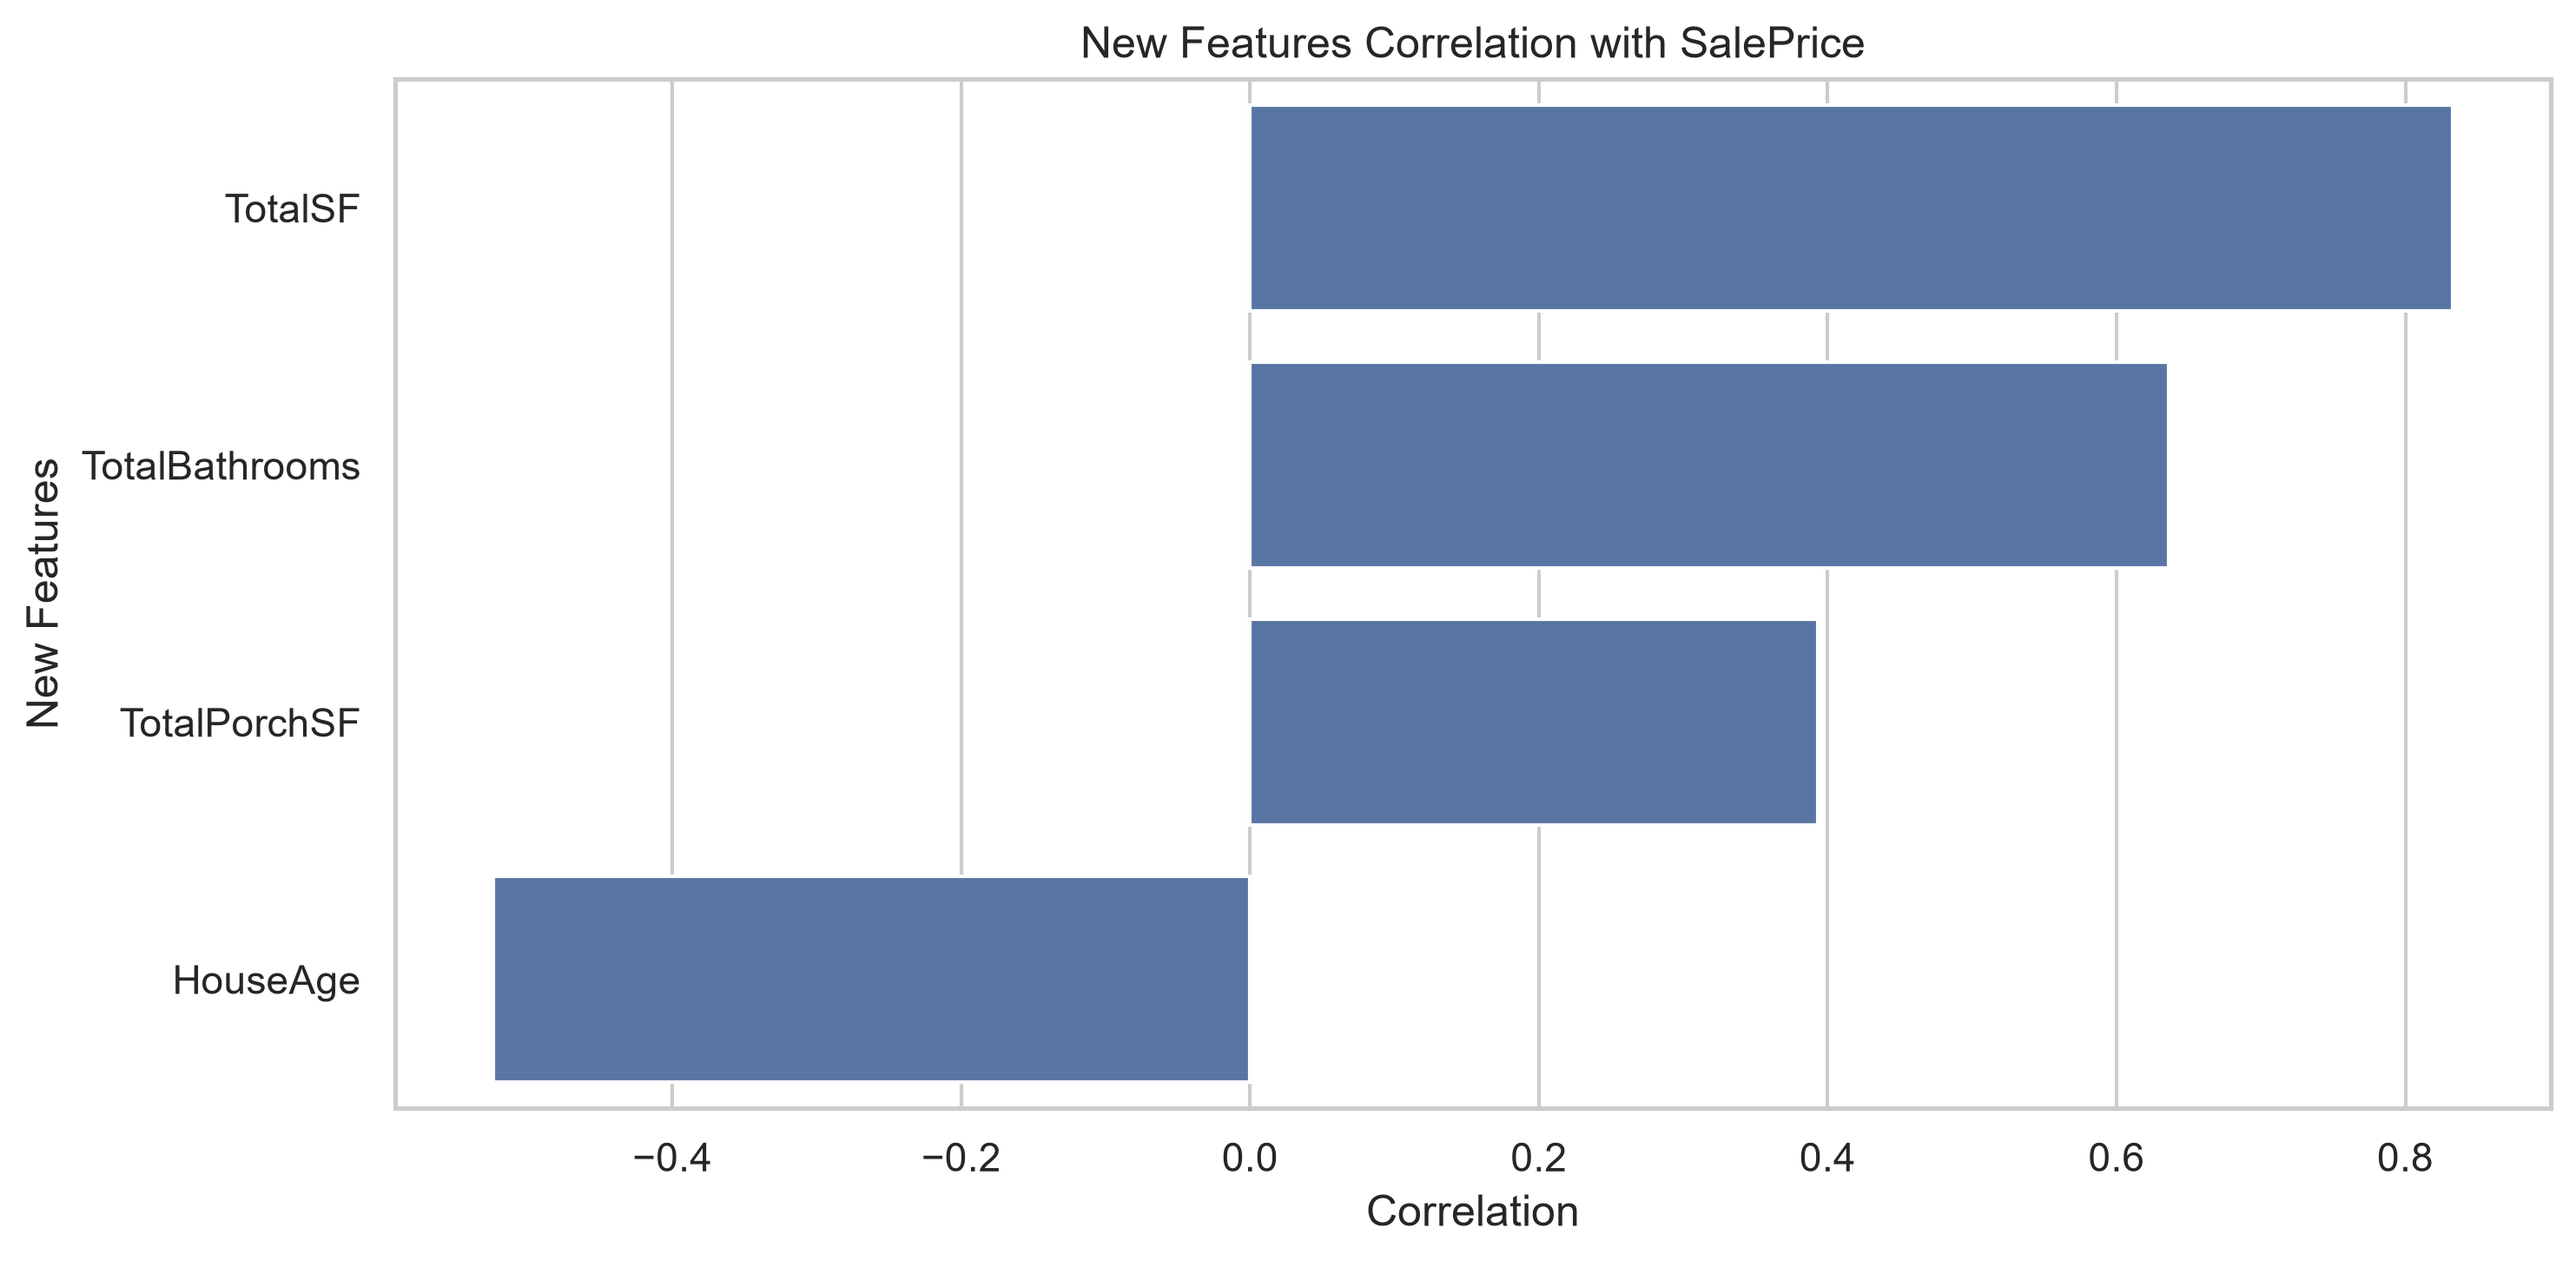 New Features Correlation with SalePrice
New Features
TotalSF
TotalBathrooms
TotalPorchSF
HouseAge
−0.4 −0.2 0.0 0.2 0.4 0.6 0.8
Correlation